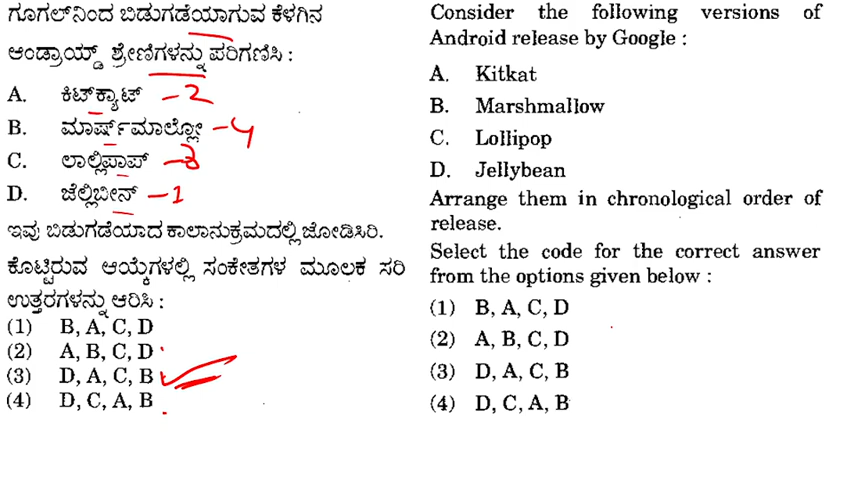 ಗೂಗಲ್‌ನಿಂದ ಬಿಡುಗಡೆಯಾಗುವ ಕೆಳಗಿನ
ಆಂಡ್ರಾಯ್ಡ್ ಶ್ರೇಣಿಗಳನ್ನು ಪರಿಗಣಿಸಿ :
A. ಕಿಟ್‌ಕ್ಯಾಟ್ – 2
B. ಮಾರ್ಷ್‌ಮಾಲ್ಲೋ – 4
C. ಲಾಲ್ಲಿಪಾಪ್ – 3
D. ಜೆಲ್ಲಿಬೀನ್ – 1
ಇವು ಬಿಡುಗಡೆಯಾದ ಕಾಲಾನುಕ್ರಮದಲ್ಲಿ ಜೋಡಿಸಿರಿ.
ಕೊಟ್ಟಿರುವ ಆಯ್ಕೆಗಳಲ್ಲಿ ಸಂಕೇತಗಳ ಮೂಲಕ ಸರಿ
ಉತ್ತರಗಳನ್ನು ಆರಿಸಿ :
(1) B, A, C, D
(2) A, B, C, D
(3) D, A, C, B
(4) D, C, A, B
Consider the following versions of
Android release by Google :
A. Kitkat
B. Marshmallow
C. Lollipop
D. Jellybean
Arrange them in chronological order of
release.
Select the code for the correct answer
from the options given below :
(1) B, A, C, D
(2) A, B, C, D
(3) D, A, C, B
(4) D, C, A, B